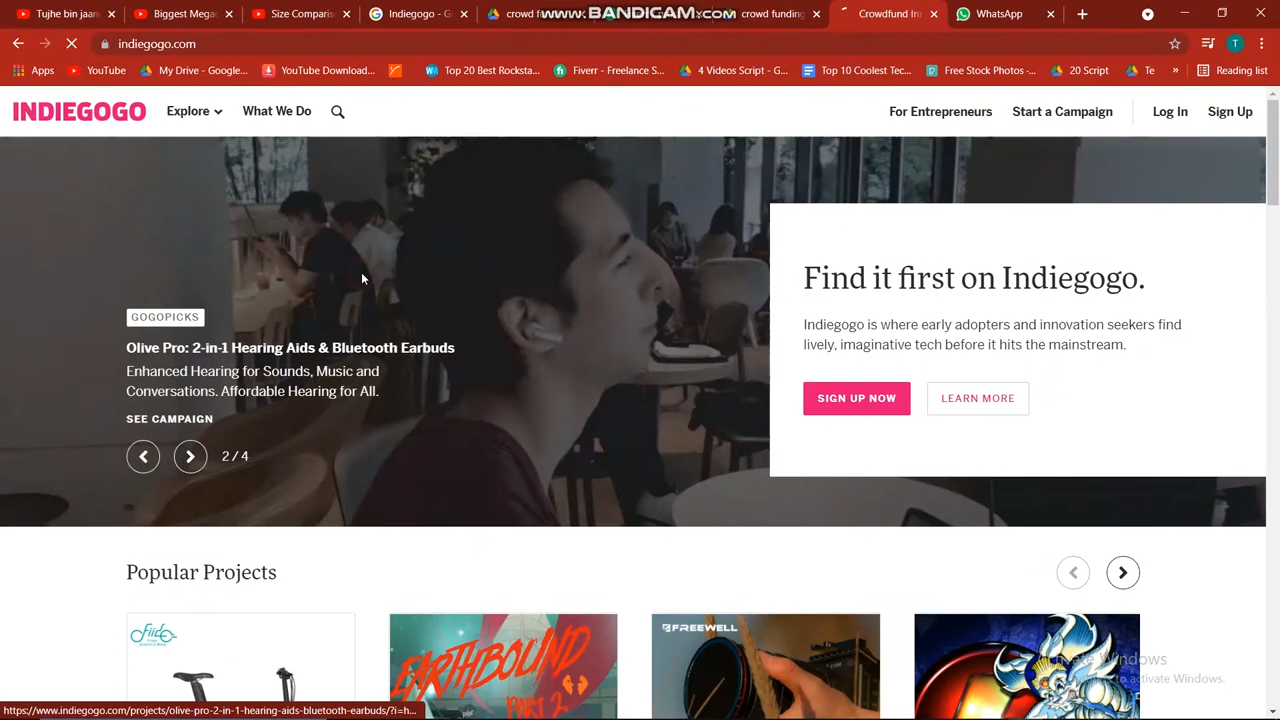 Tujhe bin jaan
Biggest Mega
Size Comparis
Indiegogo - G
crowd fu
www.BANDICAM.com
crowd funding
Crowdfund In
WhatsApp
indiegogo.com
T
Apps
YouTube
My Drive - Google...
YouTube Download...
Top 20 Best Rocksta...
Fiverr - Freelance S...
4 Videos Script - G...
Top 10 Coolest Tec...
Free Stock Photos -...
20 Script
Te
Reading list
INDIEGOGO
Explore
What We Do
For Entrepreneurs
Start a Campaign
Log In
Sign Up
GOGOPICKS
Olive Pro: 2-in-1 Hearing Aids & Bluetooth Earbuds
Enhanced Hearing for Sounds, Music and
Conversations. Affordable Hearing for All.
SEE CAMPAIGN
2/4
Find it first on Indiegogo.
Indiegogo is where early adopters and innovation seekers find
lively, imaginative tech before it hits the mainstream.
SIGN UP NOW
LEARN MORE
Popular Projects
Fiido
EARTHBOUND
PART 2
FREEWELL
https://www.indiegogo.com/projects/olive-pro-2-in-1-hearing-aids-bluetooth-earbuds/?i=h...